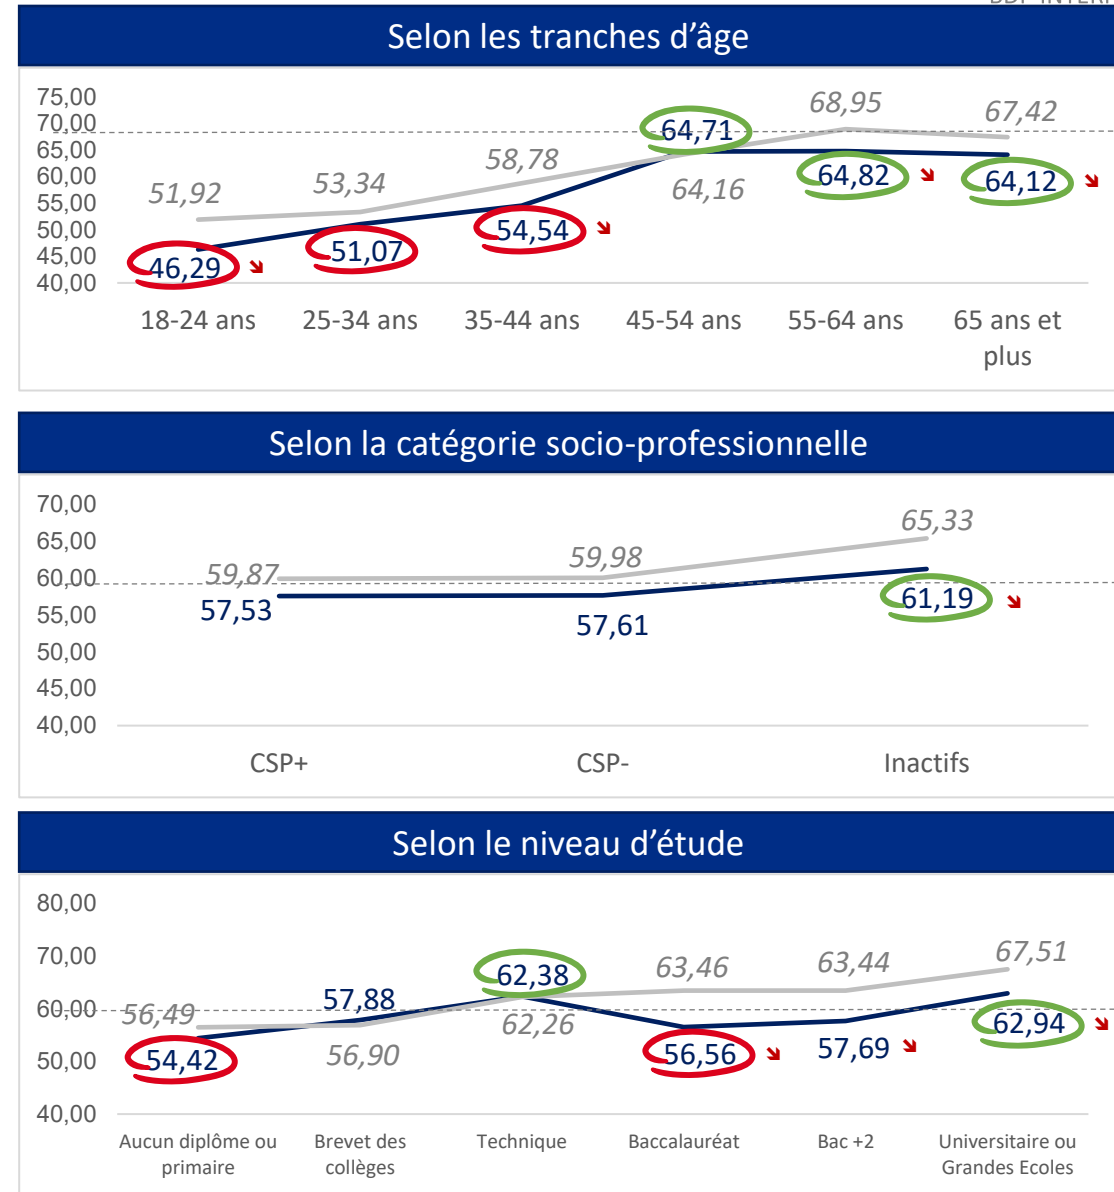 Selon les tranches d'âge
75,00
70,00
65,00
60,00
55,00
50,00
45,00
40,00
51,92
53,34
58,78
64,71
68,95
67,42
46,29
51,07
54,54
64,16
64,82
64,12
18-24 ans
25-34 ans
35-44 ans
45-54 ans
55-64 ans
65 ans et
plus
Selon la catégorie socio-professionnelle
70,00
65,00
60,00
55,00
50,00
45,00
40,00
59,87
59,98
65,33
57,53
57,61
61,19
CSP+
CSP-
Inactifs
Selon le niveau d'étude
80,00
70,00
60,00
50,00
40,00
56,49
57,88
62,38
63,46
63,44
67,51
54,42
56,90
62,26
56,56
57,69
62,94
Aucun diplôme ou
primaire
Brevet des
collèges
Technique
Baccalauréat
Bac +2
Universitaire ou
Grandes Ecoles